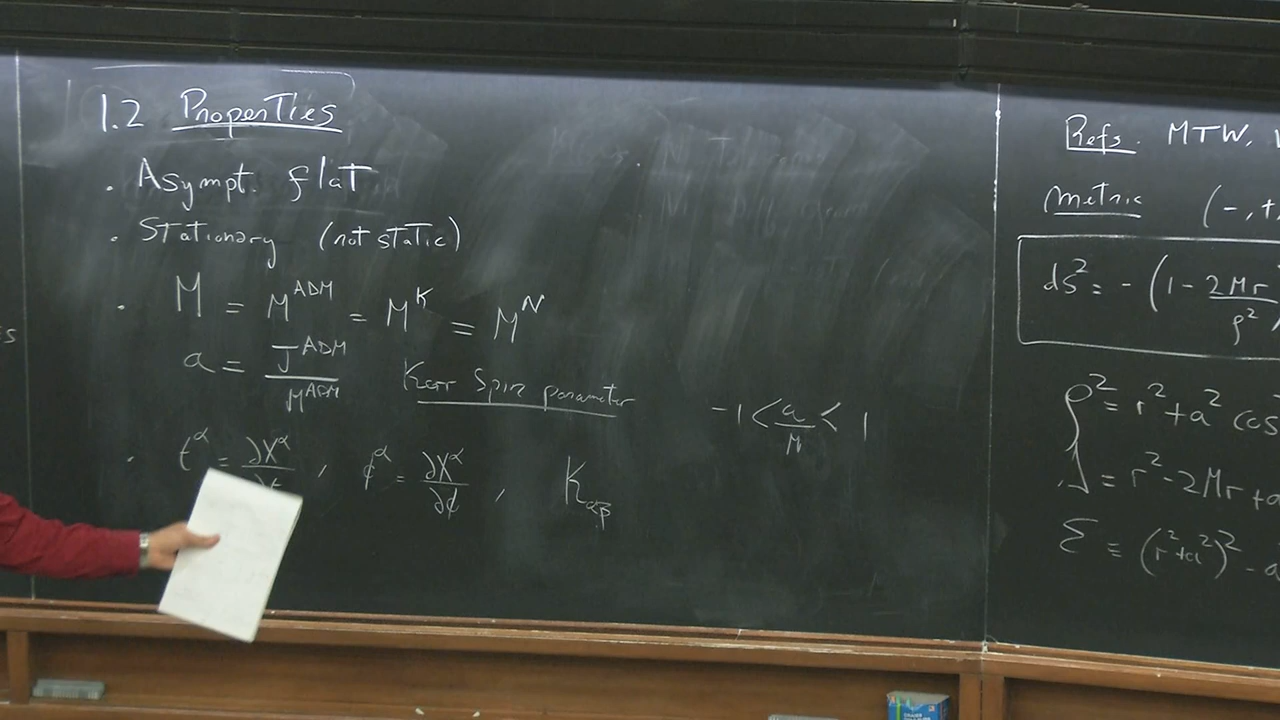 1.2 Properties
. Asympt. flat
. Stationary (not static)
. M = M^ADM = M^K = M^N
a = J^ADM / M^ADM Kerr Spin parameter -1 < a/M < 1
. t^α = ∂X^α/∂t , ϕ^α = ∂X^α/∂ϕ , K_αβ
Refs. MTW,
metric (-,+,
ds² = - (1 - 2Mr/ρ²)
ρ² = r² + a² cos
Δ = r² - 2Mr + a
Σ = (r²+a²)² - a